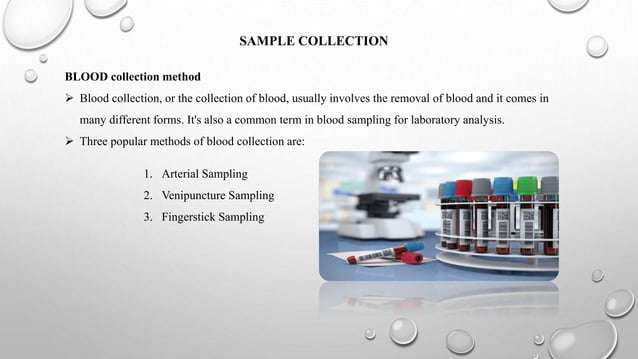 SAMPLE COLLECTION
BLOOD collection method
➢ Blood collection, or the collection of blood, usually involves the removal of blood and it comes in
many different forms. It's also a common term in blood sampling for laboratory analysis.
➢ Three popular methods of blood collection are:
1. Arterial Sampling
2. Venipuncture Sampling
3. Fingerstick Sampling